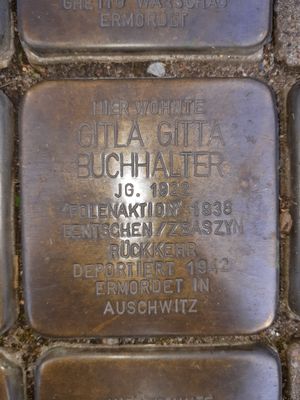 GHETTO WARSCHAU
ERMORDET
HIER WOHNTE
GITLA GITTA
BUCHHALTER
JG. 1922
'POLENAKTION' 1938
BENTSCHEN/ZBASZYN
RÜCKKEHR
DEPORTIERT 1942
ERMORDET IN
AUSCHWITZ